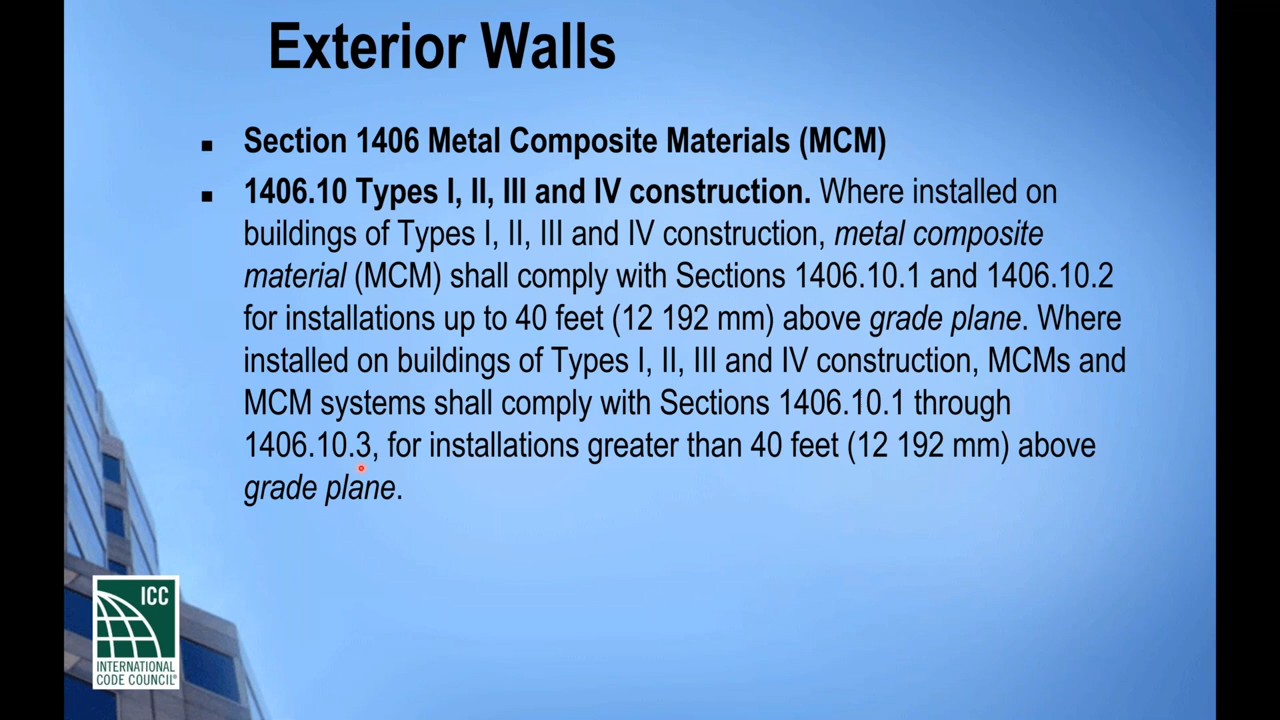 Exterior Walls
Section 1406 Metal Composite Materials (MCM)
1406.10 Types I, II, III and IV construction. Where installed on
buildings of Types I, II, III and IV construction, metal composite
material (MCM) shall comply with Sections 1406.10.1 and 1406.10.2
for installations up to 40 feet (12 192 mm) above grade plane. Where
installed on buildings of Types I, II, III and IV construction, MCMs and
MCM systems shall comply with Sections 1406.10.1 through
1406.10.3, for installations greater than 40 feet (12 192 mm) above
grade plane.
ICC
INTERNATIONAL
CODE COUNCIL®